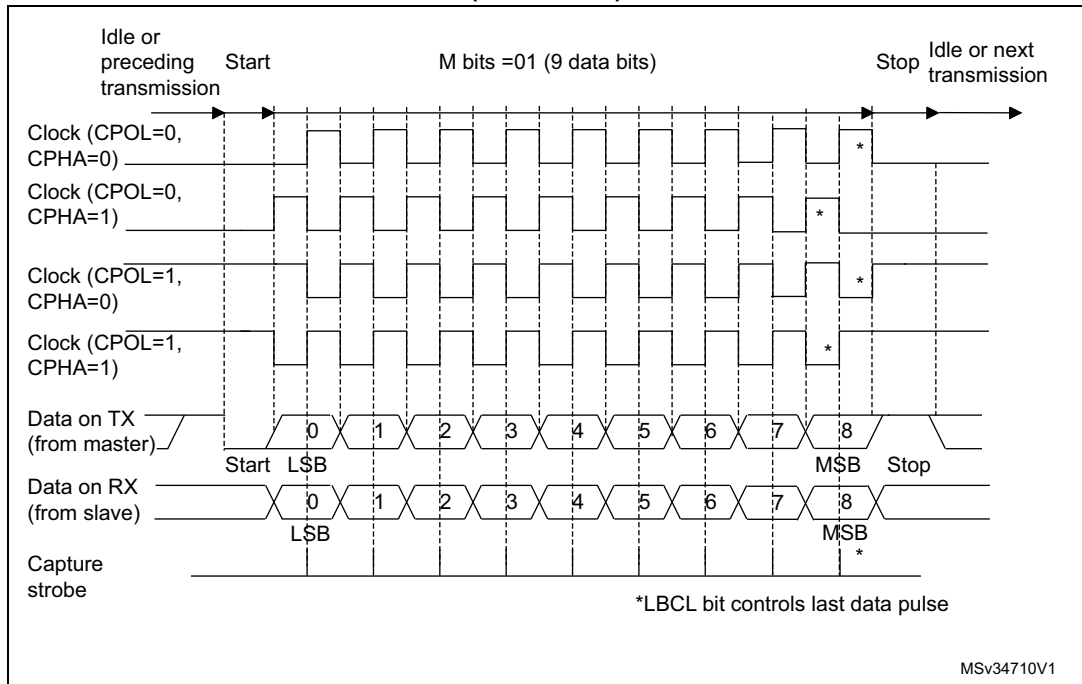 Idle or
preceding
transmission
Start
M bits =01 (9 data bits)
Stop
Idle or next
transmission
Clock (CPOL=0,
CPHA=0)
*
Clock (CPOL=0,
CPHA=1)
*
Clock (CPOL=1,
CPHA=0)
*
Clock (CPOL=1,
CPHA=1)
*
Data on TX
(from master)
0 1 2 3 4 5 6 7 8
Start LSB MSB Stop
Data on RX
(from slave)
0 1 2 3 4 5 6 7 8
LSB MSB
*
Capture
strobe
*LBCL bit controls last data pulse
MSv34710V1